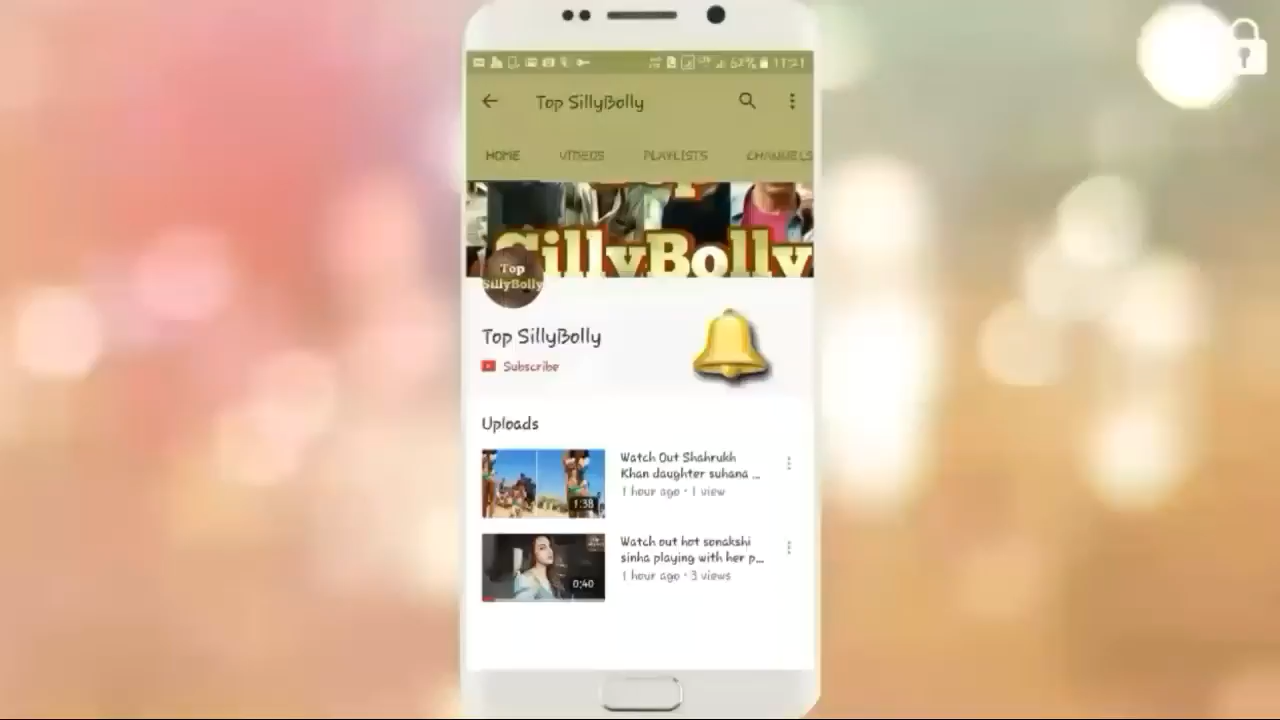 11:21
Top SillyBolly
HOME VIDEOS PLAYLISTS CHANNELS
SillyBolly
Top
SillyBolly
Top SillyBolly
Subscribe
Uploads
Watch Out Shahrukh
Khan daughter suhana ...
1 hour ago · 1 view
1:38
Watch out hot sonakshi
sinha playing with her p...
1 hour ago · 3 views
0:40